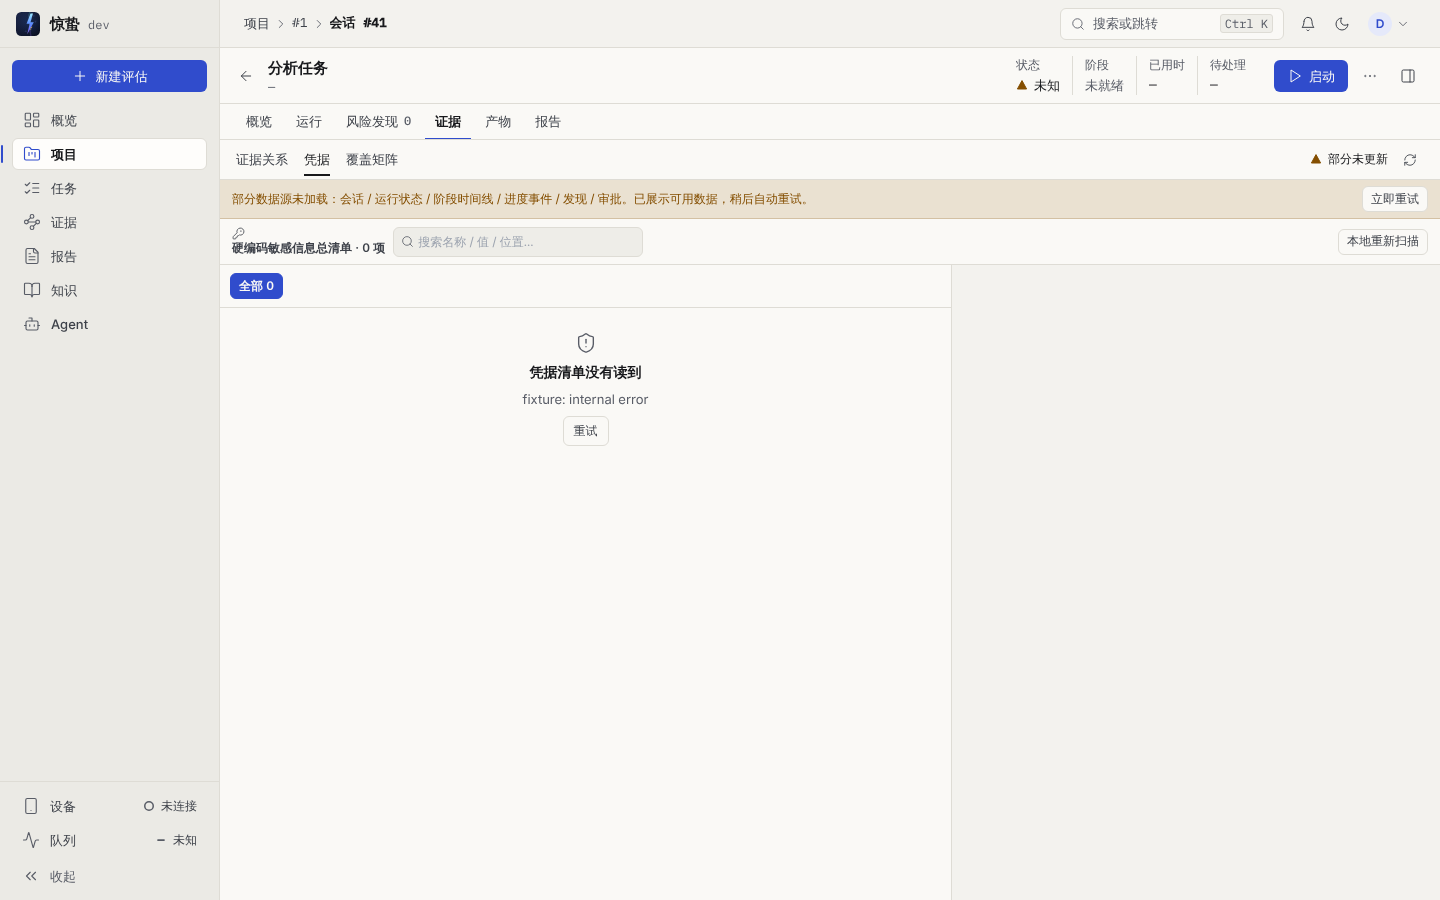 惊蛰 dev
项目 > #1 > 会话 #41
搜索或跳转 Ctrl K
D
新建评估
概览
项目
任务
证据
报告
知识
Agent
设备 未连接
队列 未知
收起
分析任务
—
状态
未知
阶段
未就绪
已用时
—
待处理
—
启动
概览 运行 风险发现 0 证据 产物 报告
证据关系 凭据 覆盖矩阵
部分未更新
部分数据源未加载：会话 / 运行状态 / 阶段时间线 / 进度事件 / 发现 / 审批。已展示可用数据，稍后自动重试。
立即重试
硬编码敏感信息总清单 · 0 项
搜索名称 / 值 / 位置...
本地重新扫描
全部 0
凭据清单没有读到
fixture: internal error
重试